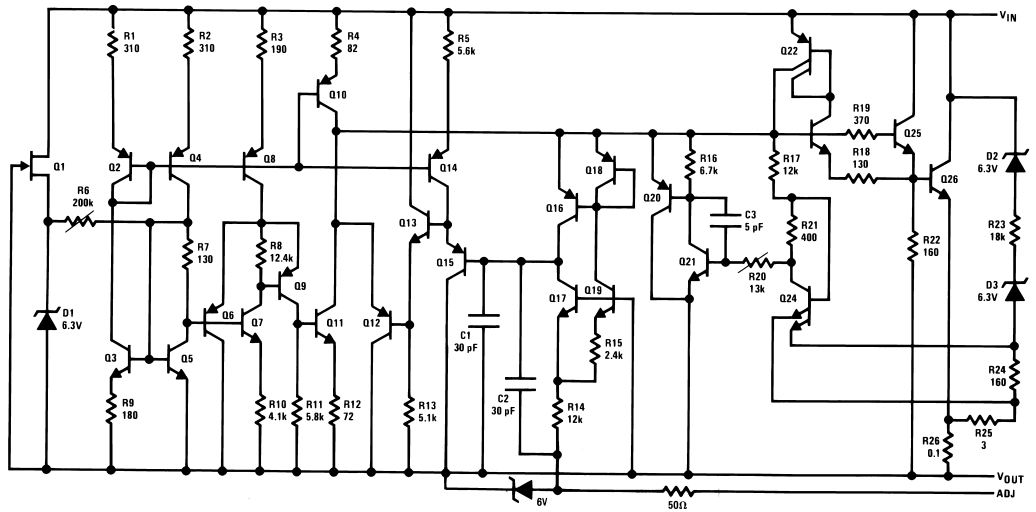 R1
310
R2
310
R3
190
R4
82
R5
5.6k
VIN
Q22
Q10
R19
370
Q25
R18
130
Q1
Q2
Q4
Q8
Q14
Q18
R16
6.7k
R17
12k
Q26
D2
6.3V
R6
200k
Q13
Q16
Q20
C3
5 pF
R21
400
R23
18k
R7
130
R8
12.4k
Q9
Q15
Q21
R20
13k
R22
160
D3
6.3V
D1
6.3V
Q6
Q7
Q11
Q12
C1
30 pF
Q17
Q19
Q24
Q3
Q5
R15
2.4k
R9
180
R10
4.1k
R11
5.8k
R12
72
R13
5.1k
C2
30 pF
R14
12k
R24
160
R26
0.1
R25
3
VOUT
6V
50Ω
ADJ